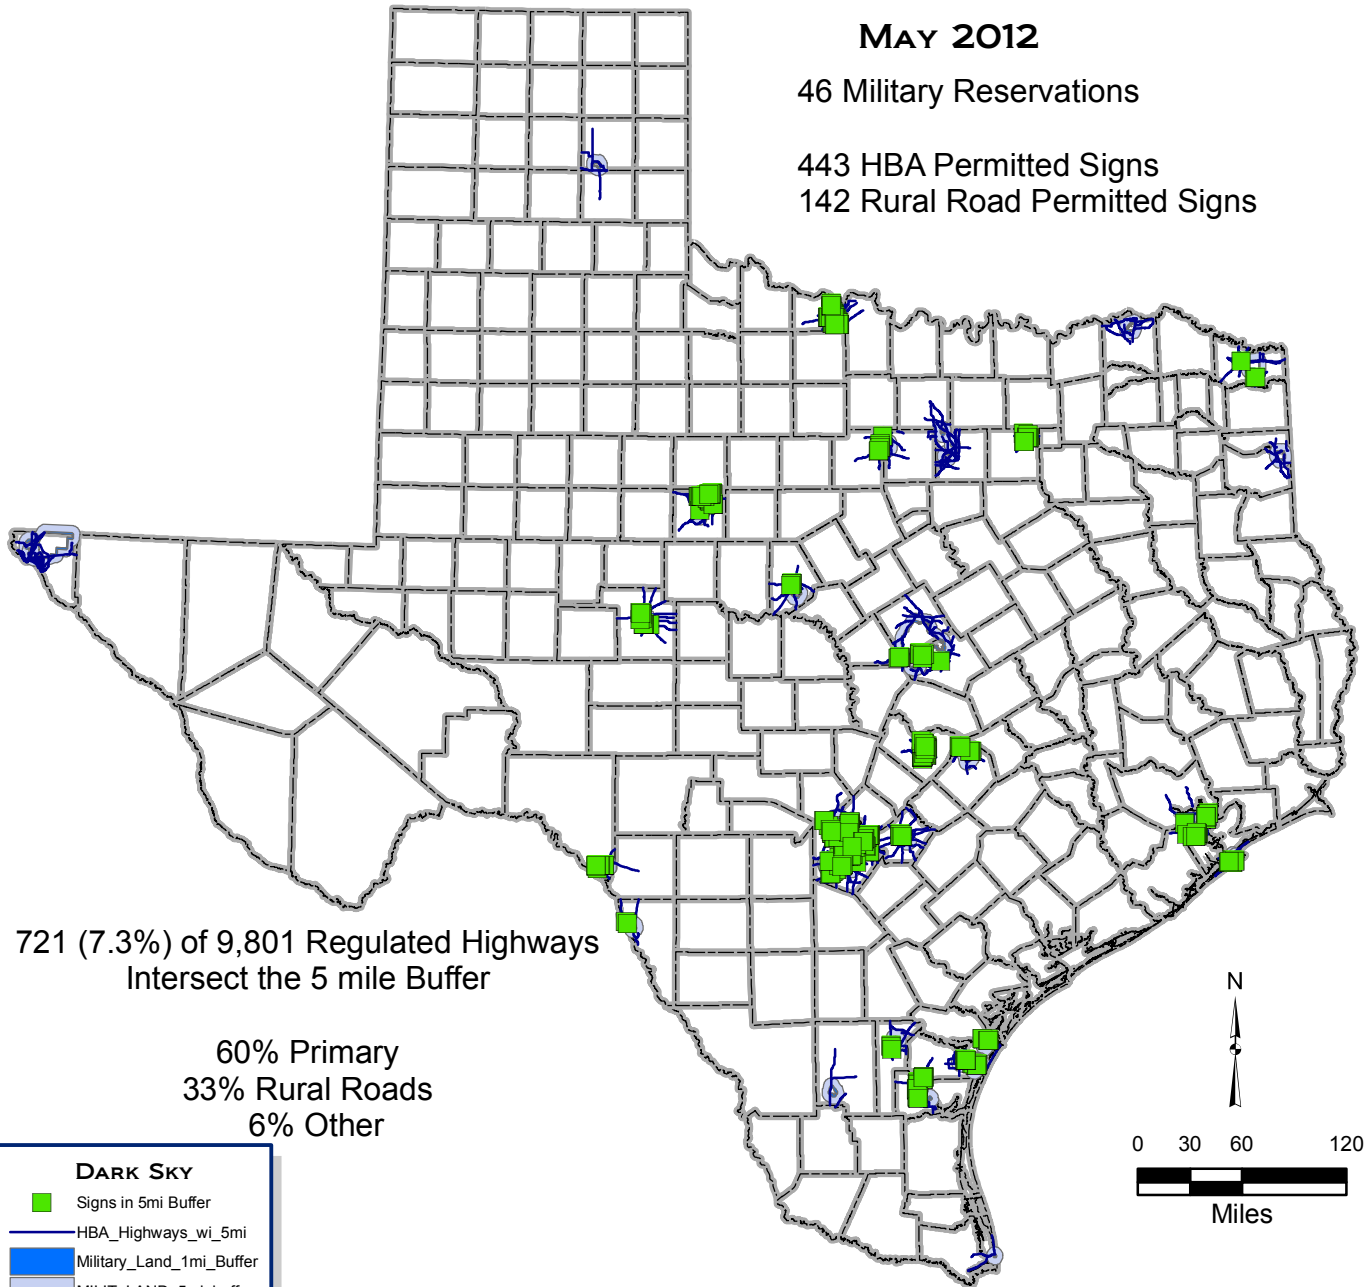 MAY 2012
46 Military Reservations
443 HBA Permitted Signs
142 Rural Road Permitted Signs
721 (7.3%) of 9,801 Regulated Highways
Intersect the 5 mile Buffer
60% Primary
33% Rural Roads
6% Other
N
0 30 60 120
Miles
DARK SKY
Signs in 5mi Buffer
HBA_Highways_wi_5mi
Military_Land_1mi_Buffer